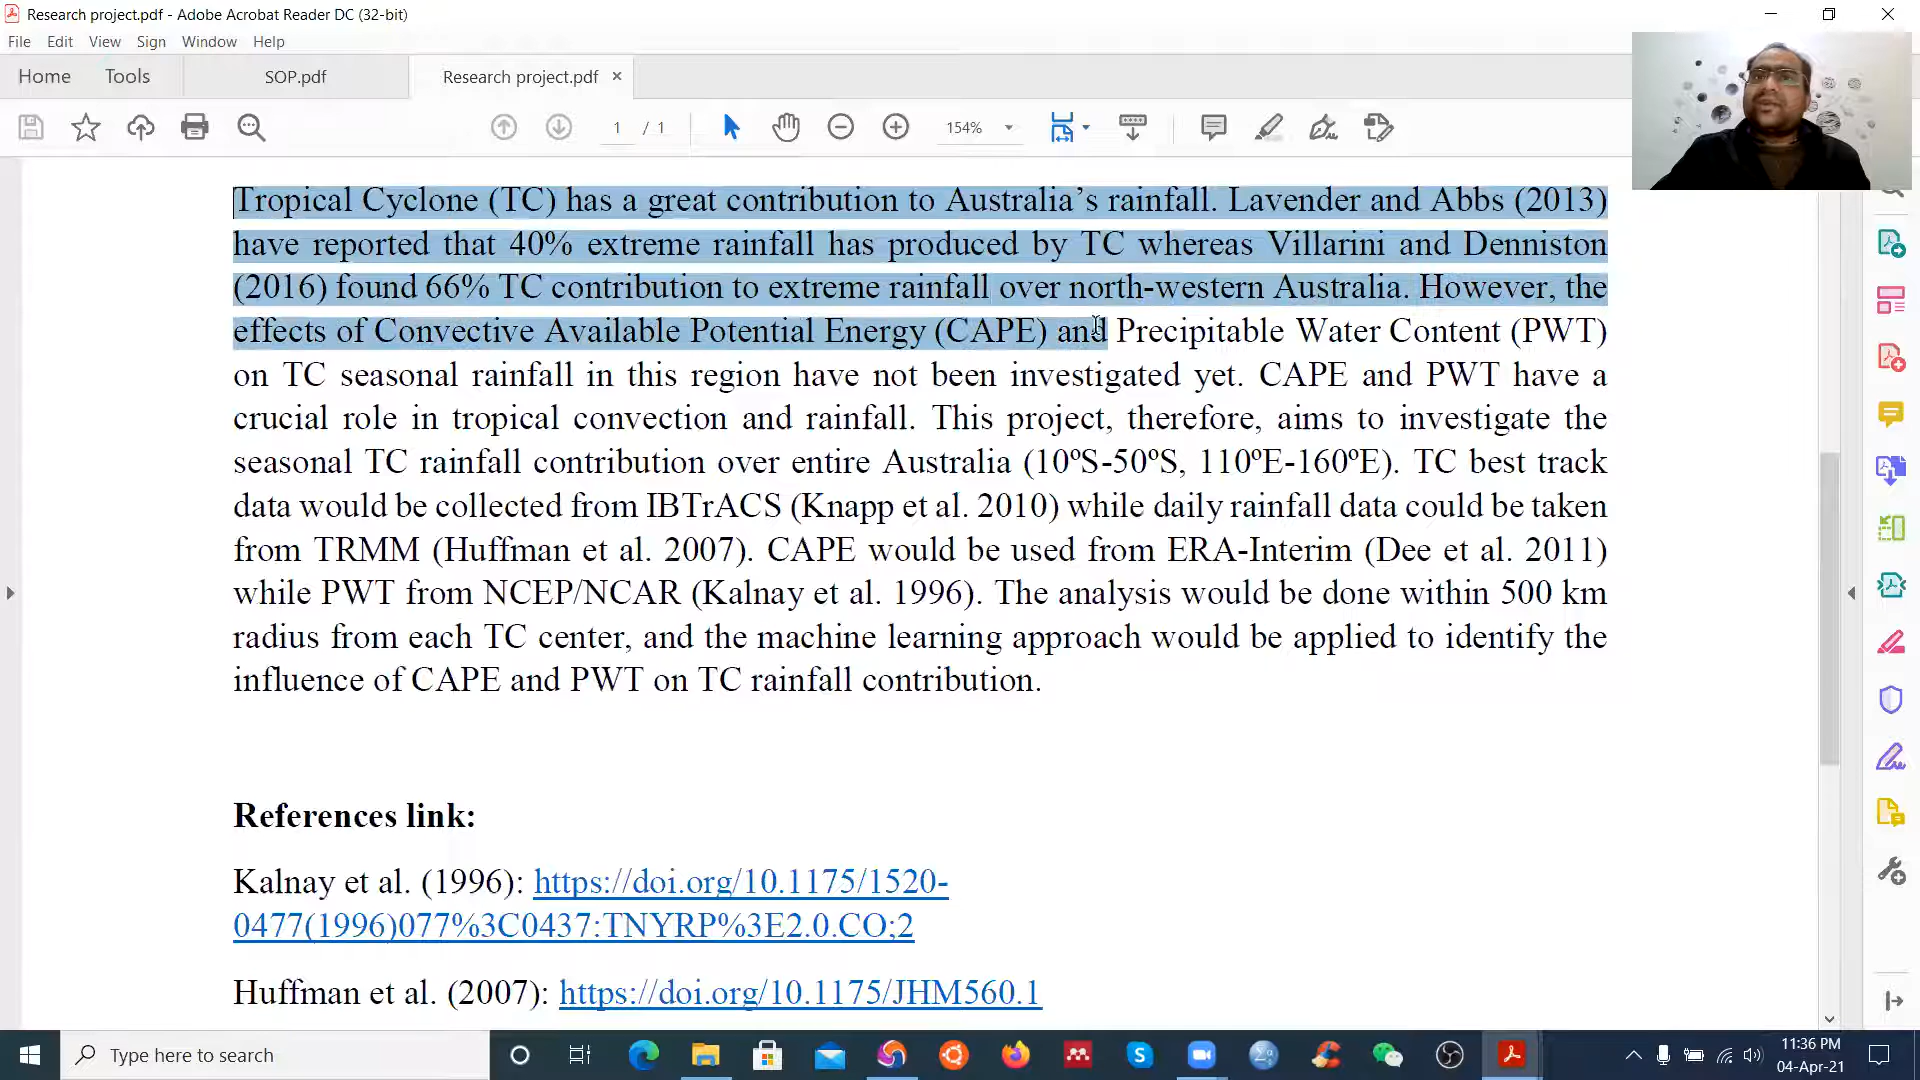 Research project.pdf - Adobe Acrobat Reader DC (32-bit)
File Edit View Sign Window Help
Home Tools SOP.pdf Research project.pdf ×
1 / 1 154%
Tropical Cyclone (TC) has a great contribution to Australia’s rainfall. Lavender and Abbs (2013)
have reported that 40% extreme rainfall has produced by TC whereas Villarini and Denniston
(2016) found 66% TC contribution to extreme rainfall over north-western Australia. However, the
effects of Convective Available Potential Energy (CAPE) and Precipitable Water Content (PWT)
on TC seasonal rainfall in this region have not been investigated yet. CAPE and PWT have a
crucial role in tropical convection and rainfall. This project, therefore, aims to investigate the
seasonal TC rainfall contribution over entire Australia (10ºS-50ºS, 110ºE-160ºE). TC best track
data would be collected from IBTrACS (Knapp et al. 2010) while daily rainfall data could be taken
from TRMM (Huffman et al. 2007). CAPE would be used from ERA-Interim (Dee et al. 2011)
while PWT from NCEP/NCAR (Kalnay et al. 1996). The analysis would be done within 500 km
radius from each TC center, and the machine learning approach would be applied to identify the
influence of CAPE and PWT on TC rainfall contribution.
References link:
Kalnay et al. (1996): https://doi.org/10.1175/1520-
0477(1996)077%3C0437:TNYRP%3E2.0.CO;2
Huffman et al. (2007): https://doi.org/10.1175/JHM560.1
Type here to search
11:36 PM
04-Apr-21